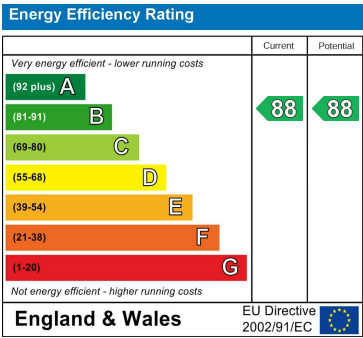 Energy Efficiency Rating
Current Potential
Very energy efficient - lower running costs
(92 plus) A
(81-91) B 88 88
(69-80) C
(55-68) D
(39-54) E
(21-38) F
(1-20) G
Not energy efficient - higher running costs
England & Wales
EU Directive
2002/91/EC